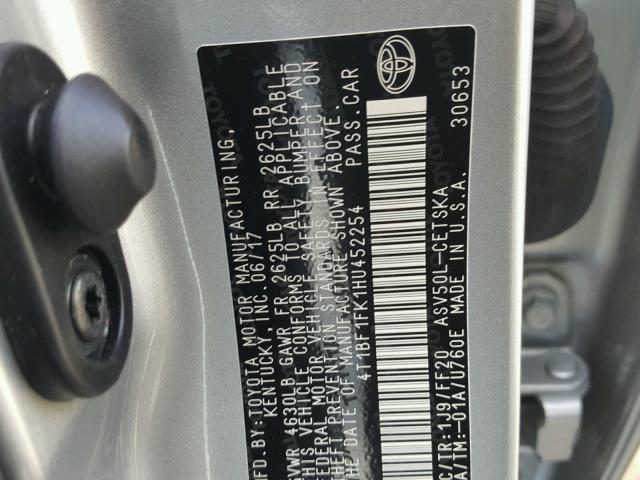 MFD.BY:TOYOTA MOTOR MANUFACTURING,
KENTUCKY, INC. 06/17
GVWR 4630LB GAWR FR 2625LB RR 2625LB
THIS VEHICLE CONFORMS TO ALL APPLICABLE
FEDERAL MOTOR VEHICLE SAFETY, BUMPER, AND
THEFT PREVENTION STANDARDS IN EFFECT ON
THE DATE OF MANUFACTURE SHOWN ABOVE.
4T1BF1FK1HU452254 PASS.CAR
C/TR:1J9/FF20 ASV50L-CETSKA
A/TM:-01A/U760E MADE IN U.S.A. 30653